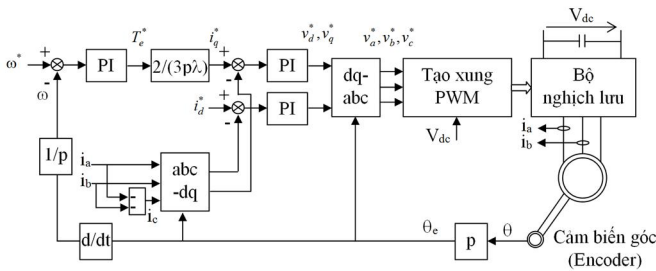 V_dc
ω* + - PI T_e* 2/(3pλ) i_q* + - PI v_d*, v_q* dq-abc v_a*, v_b*, v_c* Tạo xung PWM Bộ nghịch lưu
ω
i_d* + - PI
V_dc
i_a
i_b
1/p
i_a
i_b
abc -dq
- -
i_c
d/dt
θ_e
p
θ
Cảm biến góc
(Encoder)